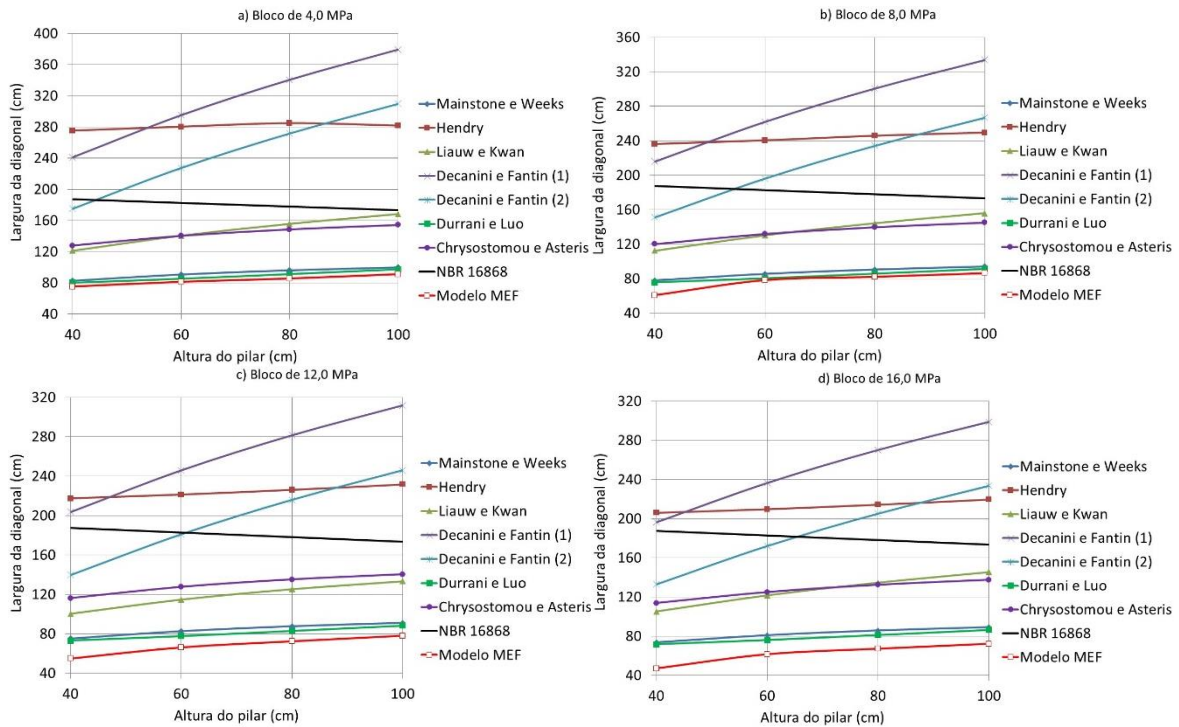 a) Bloco de 4,0 MPa
Largura da diagonal (cm)
400
360
320
280
240
200
160
120
80
40
40
60
80
100
Altura do pilar (cm)
Mainstone e Weeks
Hendry
Liauw e Kwan
Decanini e Fantin (1)
Decanini e Fantin (2)
Durrani e Luo
Chrysostomou e Asteris
NBR 16868
Modelo MEF
b) Bloco de 8,0 MPa
Largura da diagonal (cm)
360
320
280
240
200
160
120
80
40
40
60
80
100
Altura do pilar (cm)
Mainstone e Weeks
Hendry
Liauw e Kwan
Decanini e Fantin (1)
Decanini e Fantin (2)
Durrani e Luo
Chrysostomou e Asteris
NBR 16868
Modelo MEF
c) Bloco de 12,0 MPa
Largura da diagonal (cm)
320
280
240
200
160
120
80
40
40
60
80
100
Altura do pilar (cm)
Mainstone e Weeks
Hendry
Liauw e Kwan
Decanini e Fantin (1)
Decanini e Fantin (2)
Durrani e Luo
Chrysostomou e Asteris
NBR 16868
Modelo MEF
d) Bloco de 16,0 MPa
Largura da diagonal (cm)
320
280
240
200
160
120
80
40
40
60
80
100
Altura do pilar (cm)
Mainstone e Weeks
Hendry
Liauw e Kwan
Decanini e Fantin (1)
Decanini e Fantin (2)
Durrani e Luo
Chrysostomou e Asteris
NBR 16868
Modelo MEF